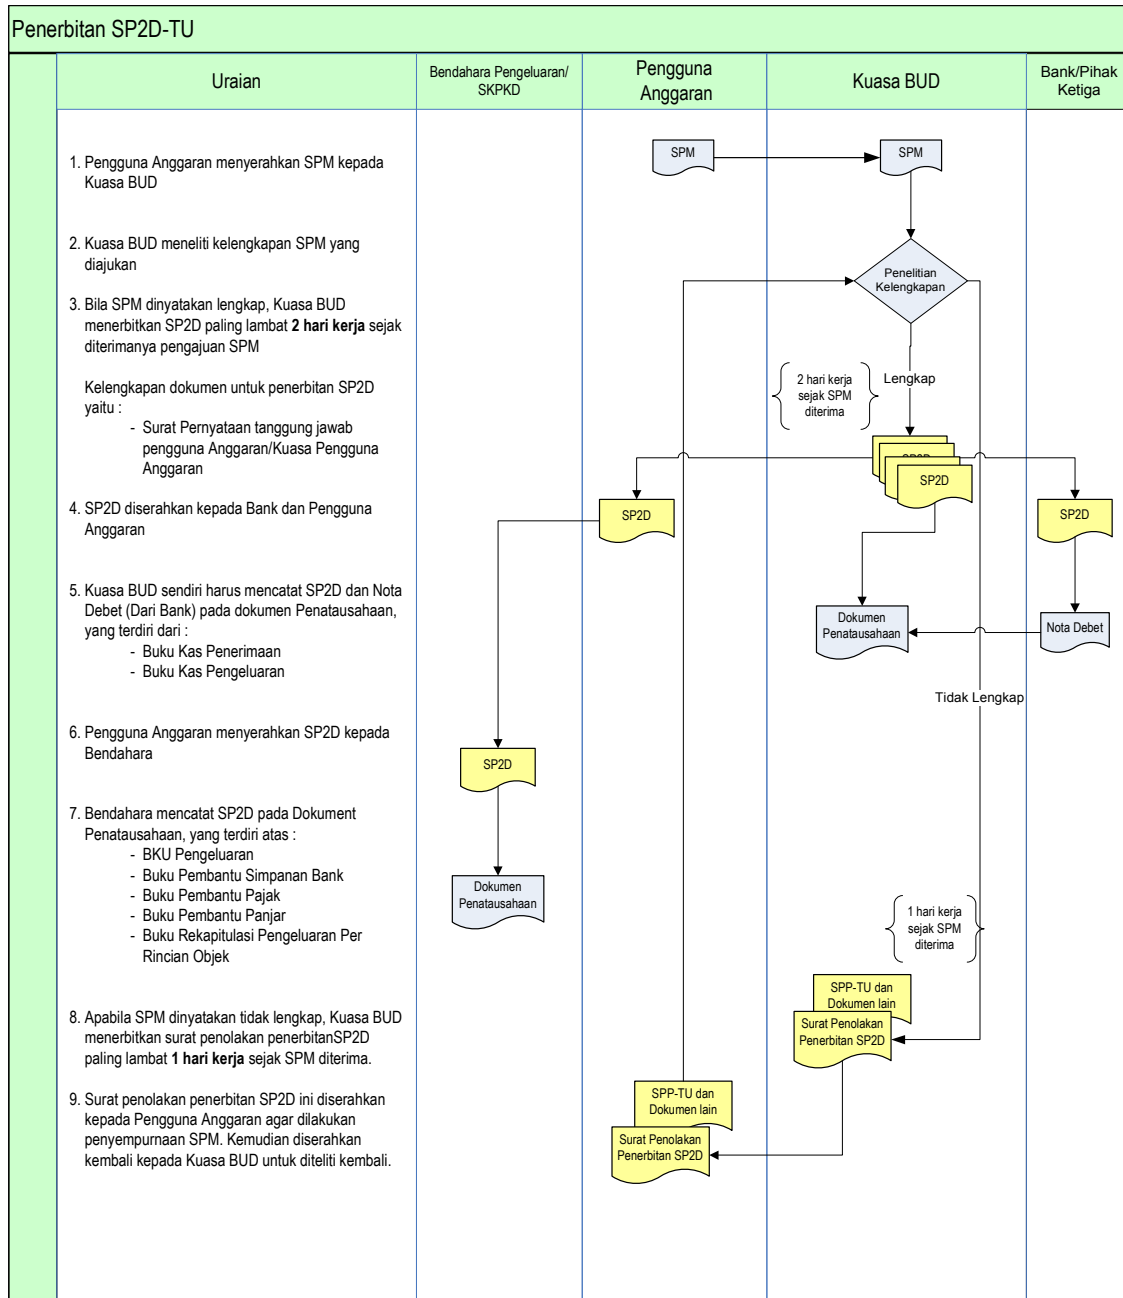 Penerbitan SP2D-TU
Uraian
Bendahara Pengeluaran/
SKPKD
Pengguna
Anggaran
Kuasa BUD
Bank/Pihak
Ketiga
1. Pengguna Anggaran menyerahkan SPM kepada
Kuasa BUD
2. Kuasa BUD meneliti kelengkapan SPM yang
diajukan
3. Bila SPM dinyatakan lengkap, Kuasa BUD
menerbitkan SP2D paling lambat 2 hari kerja sejak
diterimanya pengajuan SPM
Kelengkapan dokumen untuk penerbitan SP2D
yaitu :
- Surat Pernyataan tanggung jawab
pengguna Anggaran/Kuasa Pengguna
Anggaran
4. SP2D diserahkan kepada Bank dan Pengguna
Anggaran
5. Kuasa BUD sendiri harus mencatat SP2D dan Nota
Debet (Dari Bank) pada dokumen Penatausahaan,
yang terdiri dari :
- Buku Kas Penerimaan
- Buku Kas Pengeluaran
6. Pengguna Anggaran menyerahkan SP2D kepada
Bendahara
7. Bendahara mencatat SP2D pada Dokument
Penatausahaan, yang terdiri atas :
- BKU Pengeluaran
- Buku Pembantu Simpanan Bank
- Buku Pembantu Pajak
- Buku Pembantu Panjar
- Buku Rekapitulasi Pengeluaran Per
Rincian Objek
8. Apabila SPM dinyatakan tidak lengkap, Kuasa BUD
menerbitkan surat penolakan penerbitanSP2D
paling lambat 1 hari kerja sejak SPM diterima.
9. Surat penolakan penerbitan SP2D ini diserahkan
kepada Pengguna Anggaran agar dilakukan
penyempurnaan SPM. Kemudian diserahkan
kembali kepada Kuasa BUD untuk diteliti kembali.
SPM
SPM
Penelitian
Kelengkapan
2 hari kerja
sejak SPM
diterima
Lengkap
SP2D
SP2D
SP2D
SP2D
Dokumen
Penatausahaan
Nota Debet
Tidak Lengkap
SP2D
Dokumen
Penatausahaan
1 hari kerja
sejak SPM
diterima
SPP-TU dan
Dokumen lain
Surat Penolakan
Penerbitan SP2D
SPP-TU dan
Dokumen lain
Surat Penolakan
Penerbitan SP2D